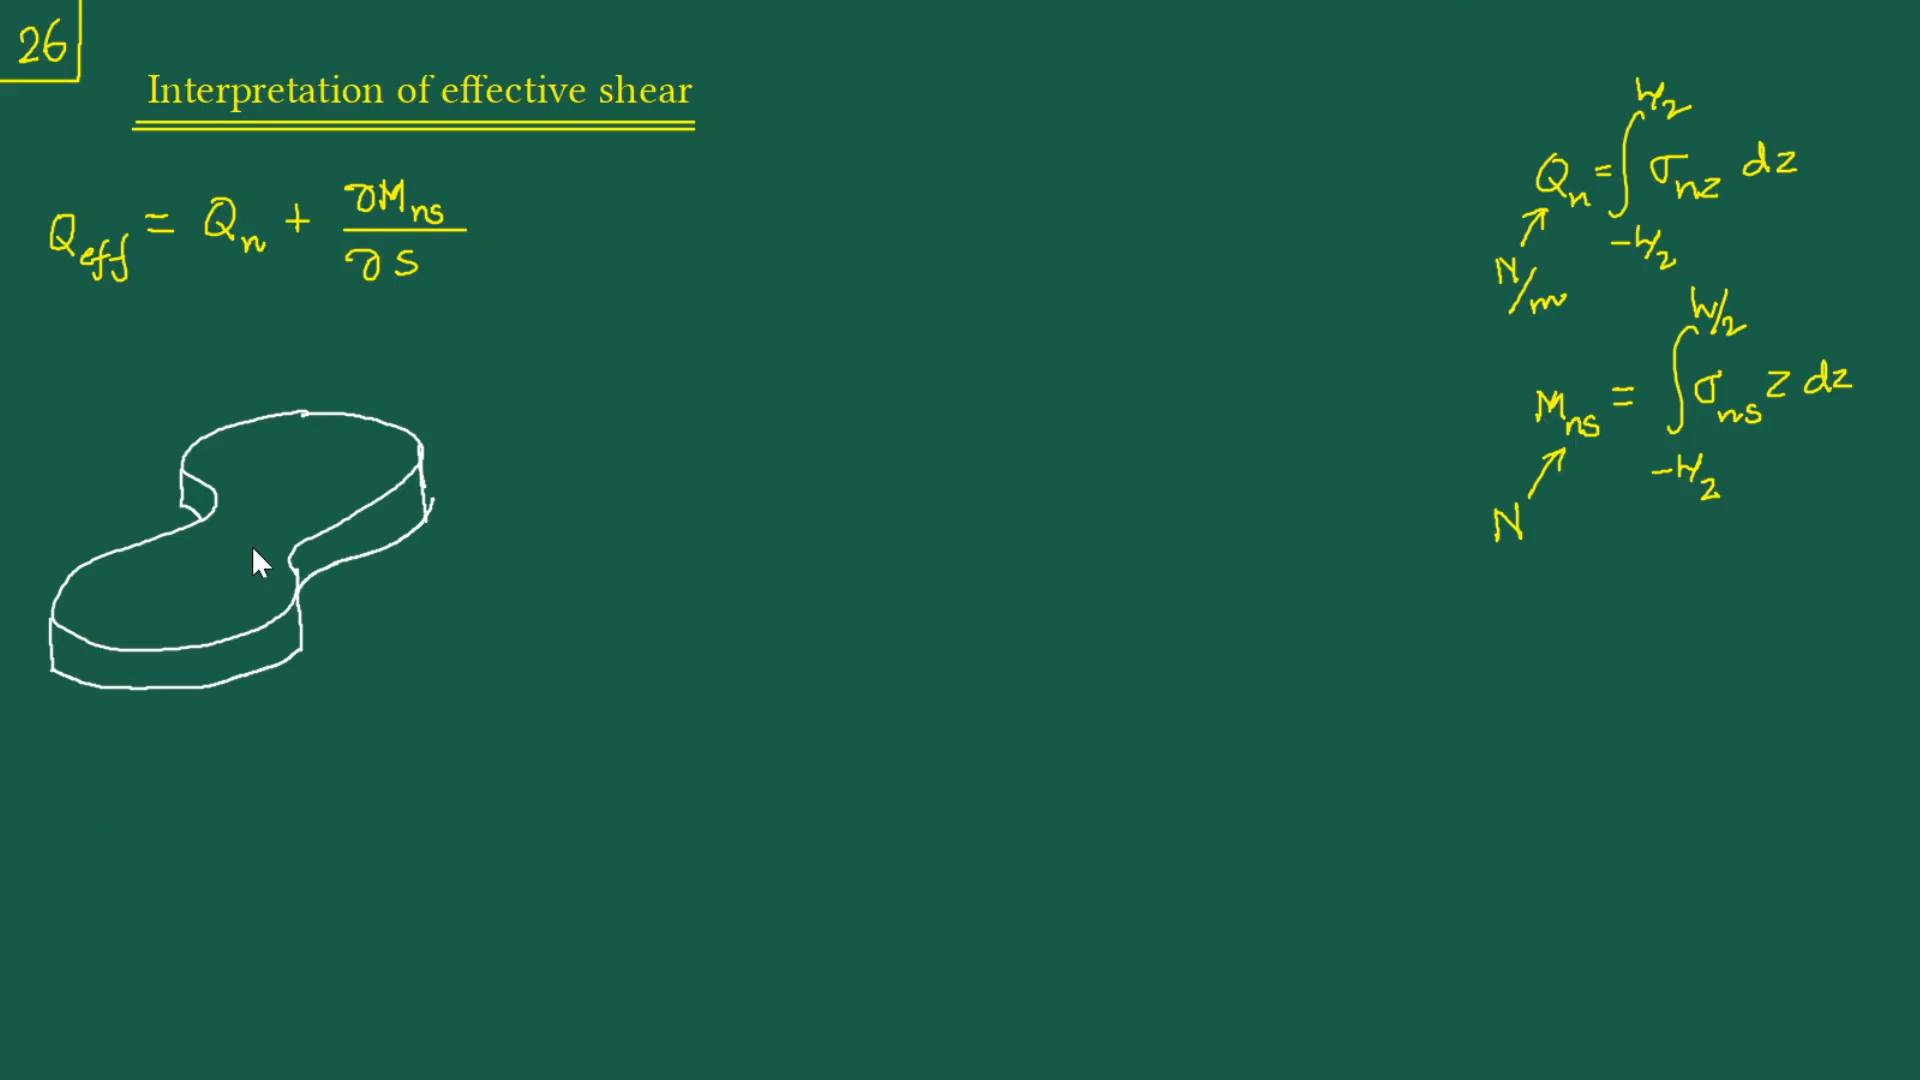 26
Interpretation of effective shear
Q_eff = Q_n + ∂M_ns / ∂s
Q_n = ∫_{-h/2}^{h/2} σ_nz dz
N/m
M_ns = ∫_{-h/2}^{h/2} σ_ns z dz
N